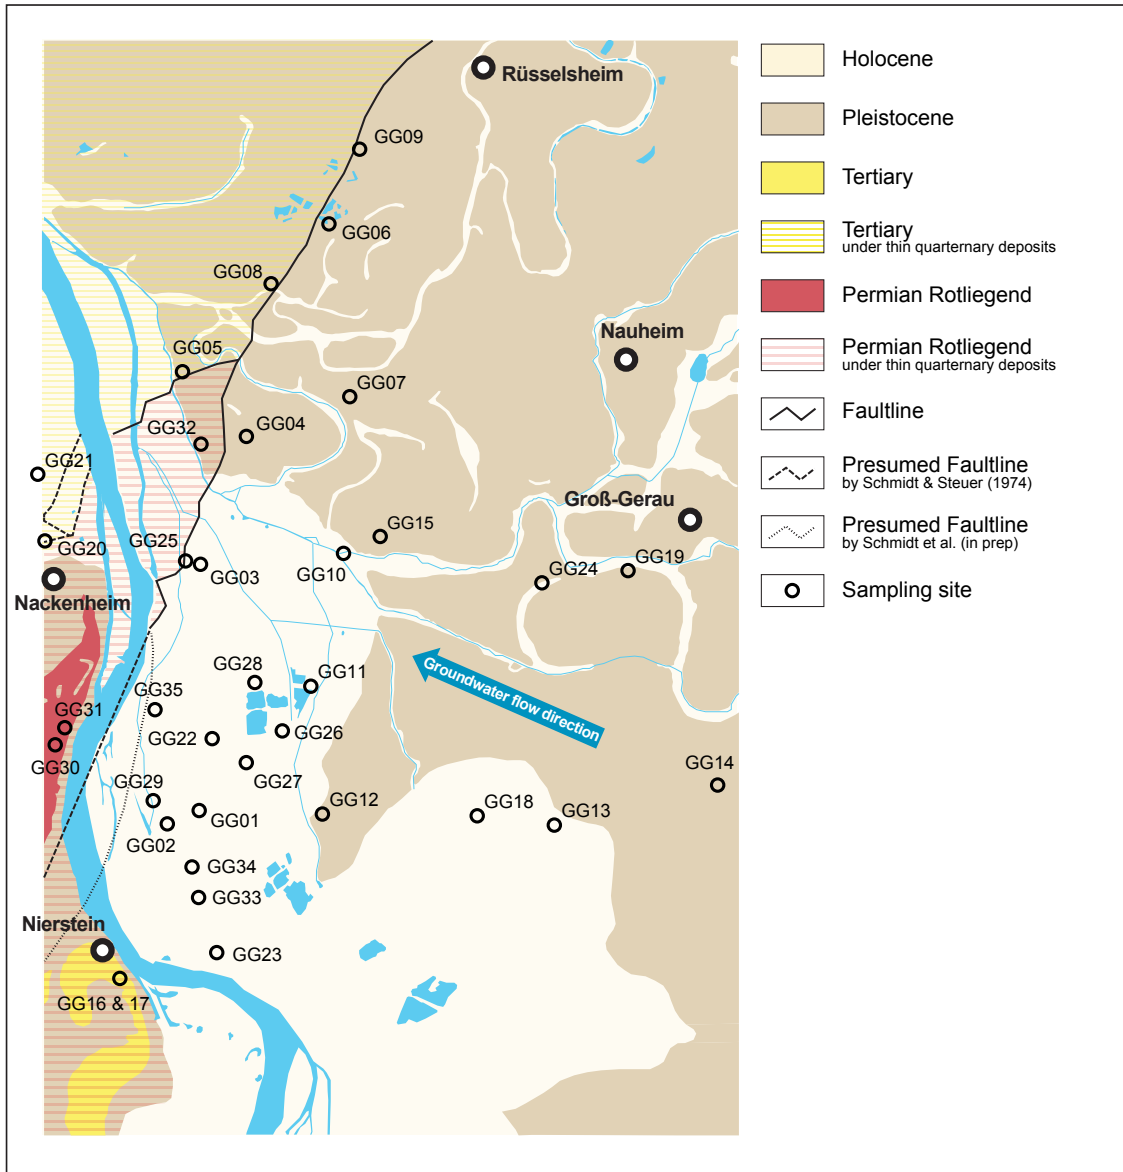 Rüsselsheim
GG09
GG06
GG08
Nauheim
GG05
GG07
GG32
GG04
GG21
Groß-Gerau
GG15
GG20
GG25
GG03
GG10
GG24
GG19
Nackenheim
GG28
GG11
Groundwater flow direction
GG35
GG31
GG22
GG26
GG30
GG27
GG14
GG29
GG12
GG18
GG13
GG01
GG02
GG34
GG33
Nierstein
GG23
GG16 & 17
Holocene
Pleistocene
Tertiary
Tertiary
under thin quarternary deposits
Permian Rotliegend
Permian Rotliegend
under thin quarternary deposits
Faultline
Presumed Faultline
by Schmidt & Steuer (1974)
Presumed Faultline
by Schmidt et al. (in prep)
Sampling site